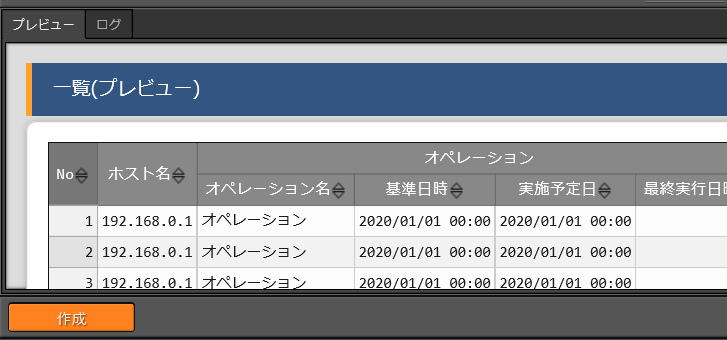 プレビュー ログ
一覧(プレビュー)
No ホスト名 オペレーション
オペレーション名 基準日時 実施予定日 最終実行日時
1 192.168.0.1 オペレーション 2020/01/01 00:00 2020/01/01 00:00
2 192.168.0.1 オペレーション 2020/01/01 00:00 2020/01/01 00:00
3 192.168.0.1 オペレーション 2020/01/01 00:00 2020/01/01 00:00
作成